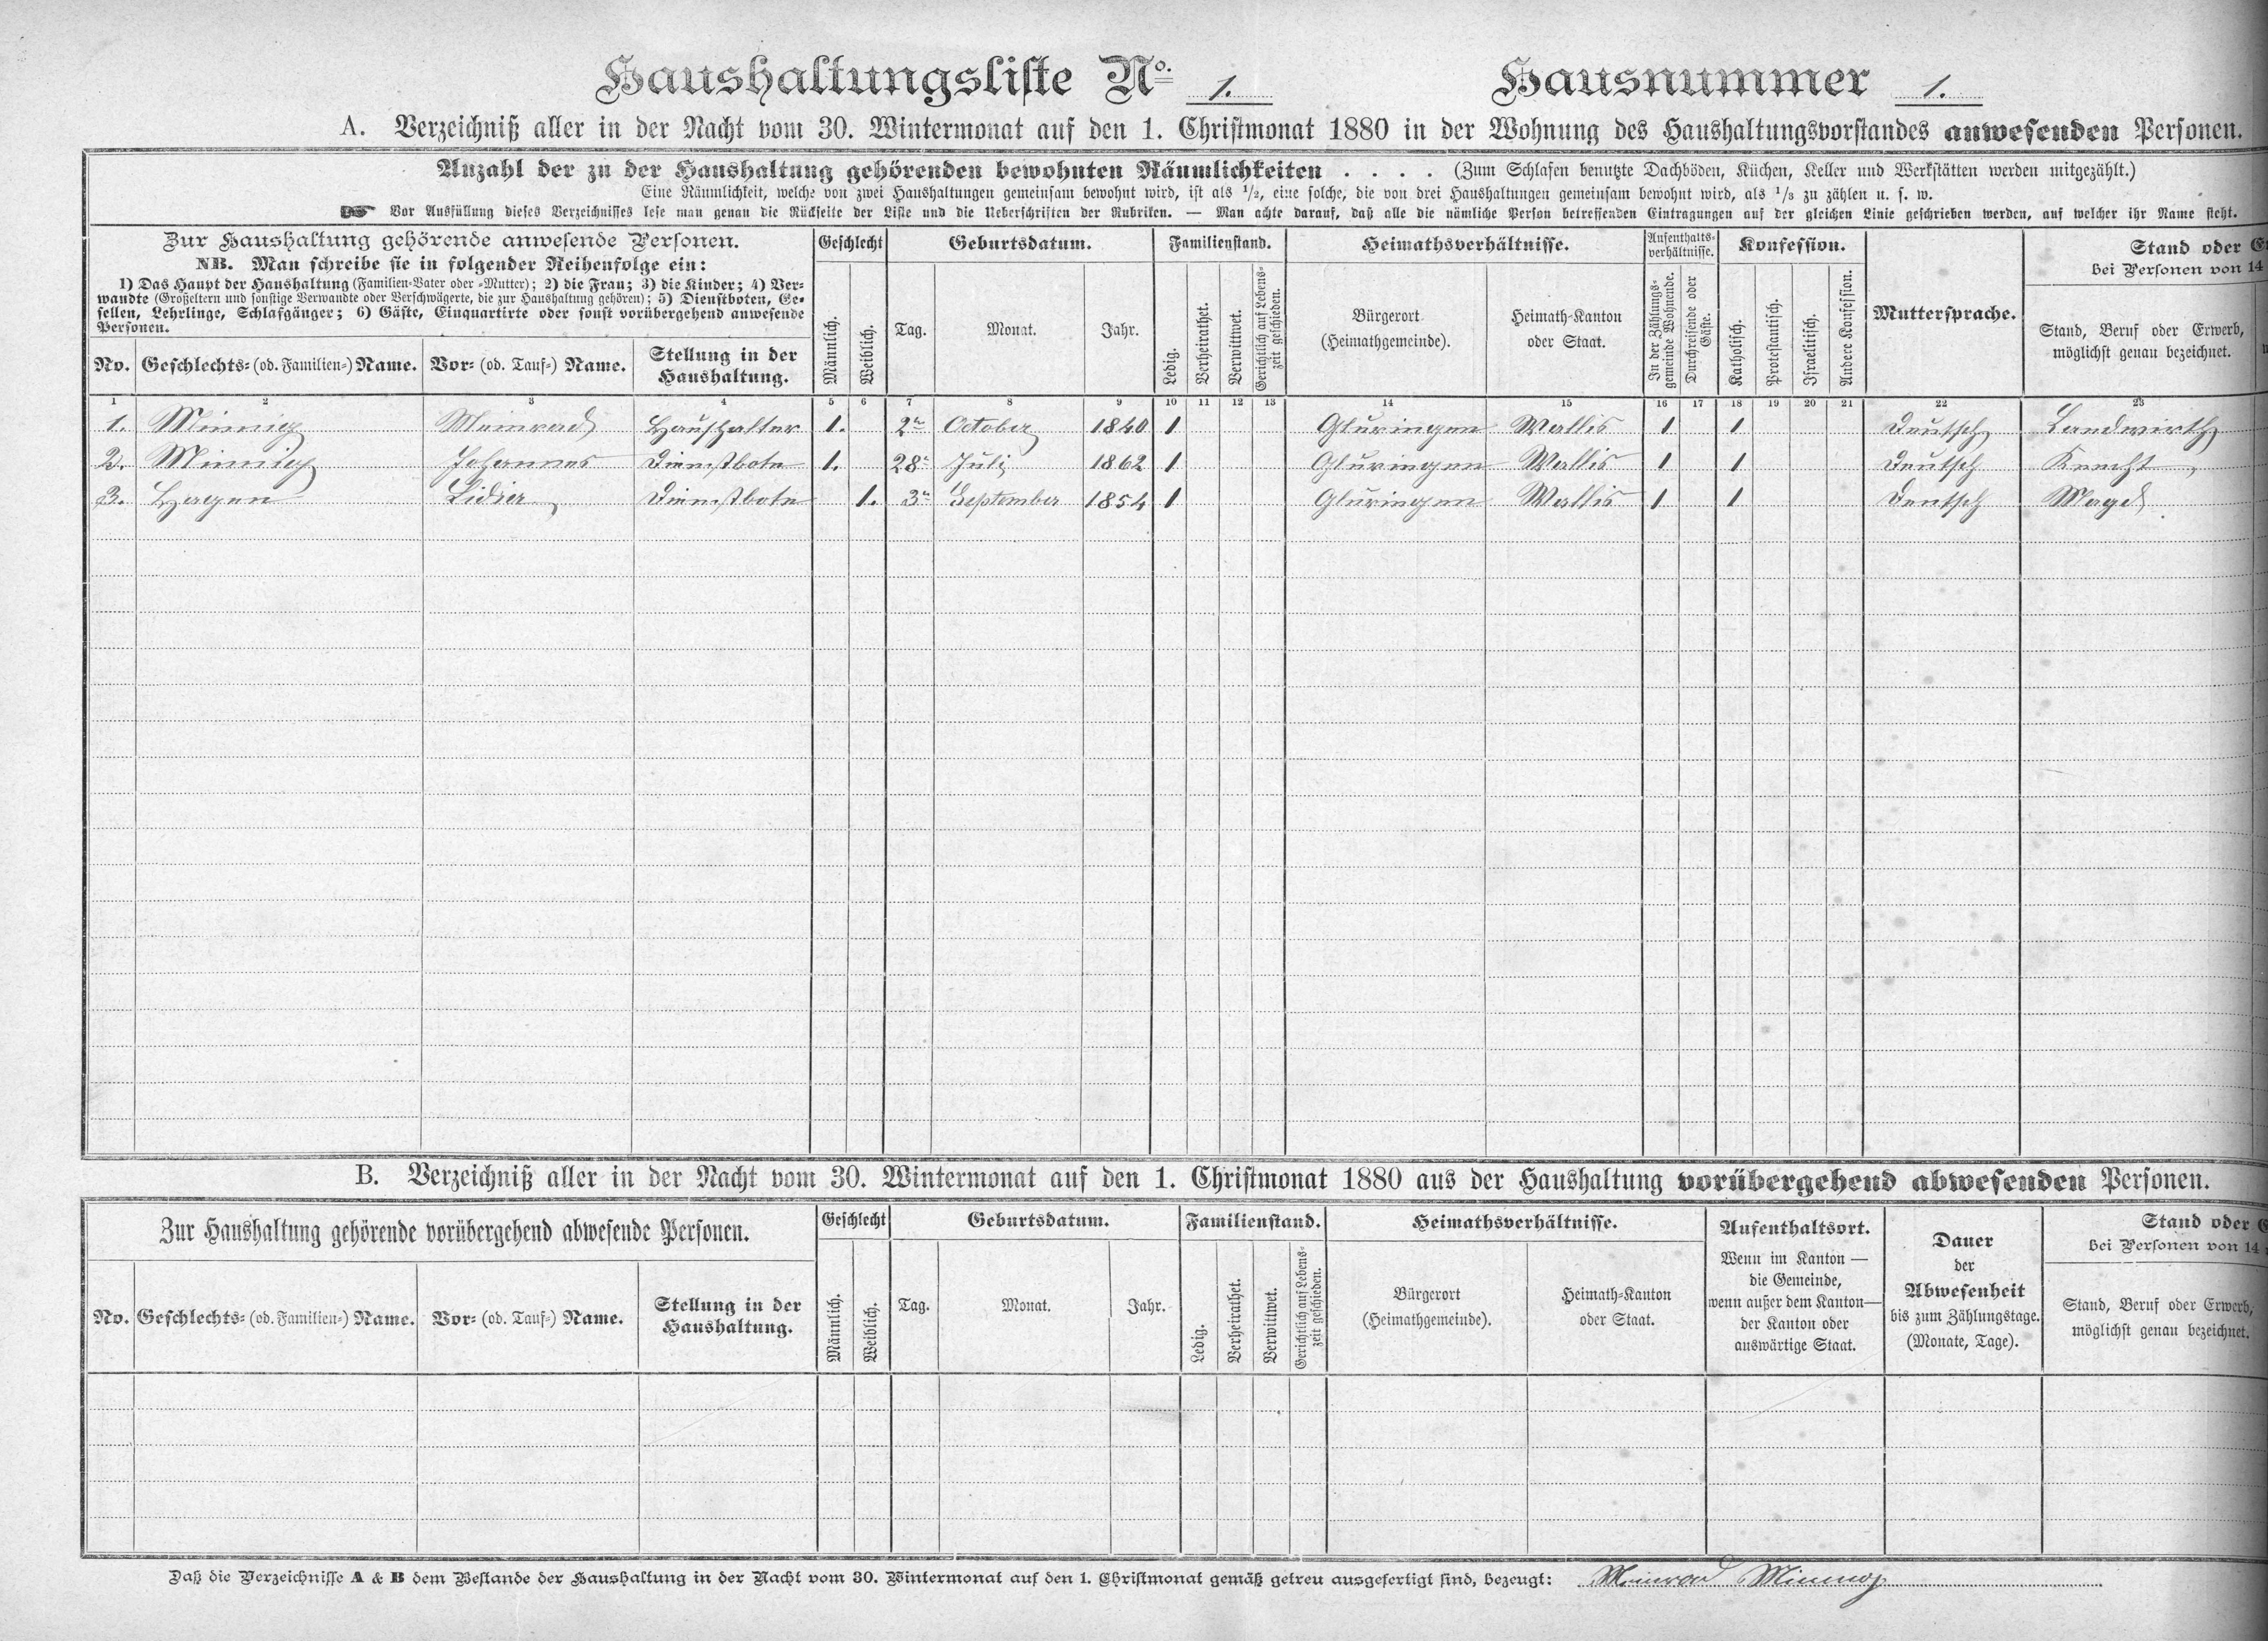 Haushaltungsliste No. 1. Hausnummer 1.
A. Verzeichniß aller in der Nacht vom 30. Wintermonat auf den 1. Christmonat 1880 in der Wohnung des Haushaltungsvorstandes anwesenden Personen.
Anzahl der zu der Haushaltung gehörenden bewohnten Räumlichkeiten . . . . (Zum Schlafen benutzte Dachböden, Küchen, Keller und Werkstätten werden mitgezählt.)
Eine Räumlichkeit, welche von zwei Haushaltungen gemeinsam bewohnt wird, ist als 1/2, eine solche, die von drei Haushaltungen gemeinsam bewohnt wird, als 1/3 zu zählen u. s. w.
Vor Ausfüllung dieses Verzeichnisses lese man genau die Rückseite der Liste und die Ueberschriften der Rubriken. — Man achte darauf, daß alle die nämliche Person betreffenden Eintragungen auf der gleichen Linie geschrieben werden, auf welcher ihr Name steht.
Zur Haushaltung gehörende anwesende Personen.
NB. Man schreibe sie in folgender Reihenfolge ein:
1) Das Haupt der Haushaltung (Familien-Vater oder -Mutter); 2) die Frau; 3) die Kinder; 4) Ver-
wandte (Großeltern und sonstige Verwandte oder Verschwägerte, die zur Haushaltung gehören); 5) Dienstboten, Ge-
sellen, Lehrlinge, Schlafgänger; 6) Gäste, Einquartirte oder sonst vorübergehend anwesende
Personen.
No. Geschlechts- (od. Familien-) Name. Vor- (od. Tauf-) Name. Stellung in der
Haushaltung.
Geschlecht
Männlich. Weiblich.
Geburtsdatum.
Tag. Monat. Jahr.
Familienstand.
Ledig. Verheirathet. Verwittwet. Gerichtlich auf Lebens-
zeit geschieden.
Heimathsverhältnisse.
Bürgerort
(Heimathgemeinde).
Heimath-Kanton
oder Staat.
Aufenthalts-
verhältnisse.
In der Zählungs-
gemeinde Wohnende.
Durchreisende oder
Gäste.
Konfession.
Katholisch. Protestantisch. Israelitisch. Andere Konfession.
Muttersprache.
Stand oder
bei Personen von 14
Stand, Beruf oder Erwerb,
möglichst genau bezeichnet.
1 2 3 4 5 6 7 8 9 10 11 12 13 14 15 16 17 18 19 20 21 22 23
1. Minnig Meinrad Haushalter 1. 2n October 1840 1 Gluringen Wallis 1 1 Deutsch Landwirth
2. Minnig Johannes Dienstbote 1. 28n Juli 1862 1 Gluringen Wallis 1 1 Deutsch Knecht
3. Hagen Lidia Dienstbote 1. 3n September 1854 1 Gluringen Wallis 1 1 Deutsch Magd
B. Verzeichniß aller in der Nacht vom 30. Wintermonat auf den 1. Christmonat 1880 aus der Haushaltung vorübergehend abwesenden Personen.
Zur Haushaltung gehörende vorübergehend abwesende Personen.
No. Geschlechts- (od. Familien-) Name. Vor- (od. Tauf-) Name. Stellung in der
Haushaltung.
Geschlecht
Männlich. Weiblich.
Geburtsdatum.
Tag. Monat. Jahr.
Familienstand.
Ledig. Verheirathet. Verwittwet. Gerichtlich auf Lebens-
zeit geschieden.
Heimathsverhältnisse.
Bürgerort
(Heimathgemeinde).
Heimath-Kanton
oder Staat.
Aufenthaltsort.
Wenn im Kanton —
die Gemeinde,
wenn außer dem Kanton—
der Kanton oder
auswärtige Staat.
Dauer
der
Abwesenheit
bis zum Zählungstage.
(Monate, Tage).
Stand oder
bei Personen von 14
Stand, Beruf oder Erwerb,
möglichst genau bezeichnet.
Daß die Verzeichnisse A & B dem Bestande der Haushaltung in der Nacht vom 30. Wintermonat auf den 1. Christmonat gemäß getreu ausgefertigt sind, bezeugt: Meinrad Minnig